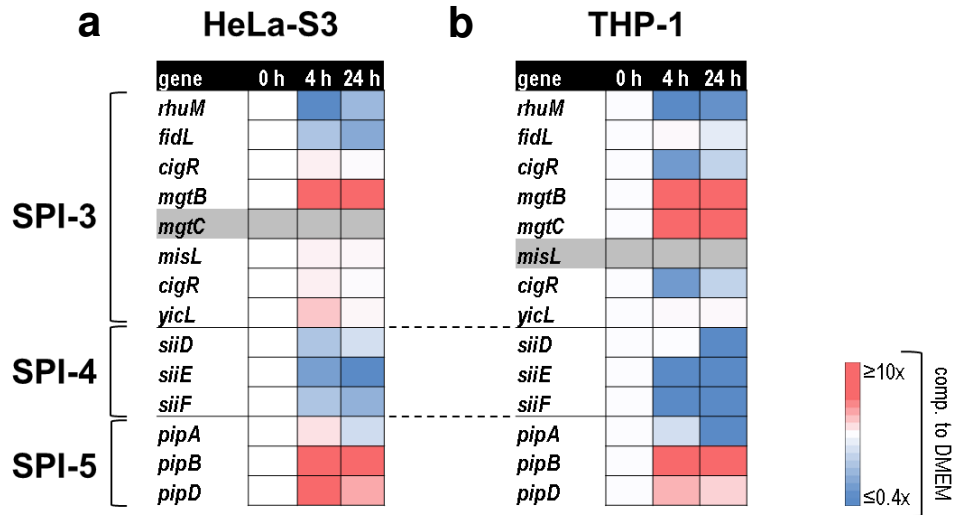 a HeLa-S3 b THP-1
gene 0 h 4 h 24 h gene 0 h 4 h 24 h
rhuM rhuM
fidL fidL
cigR cigR
mgtB mgtB
SPI-3 mgtC mgtC
misL misL
cigR cigR
yicL yicL
siiD siiD
SPI-4 siiE siiE
siiF siiF
pipA pipA
SPI-5 pipB pipB
pipD pipD
≥10x
≤0.4x
comp. to DMEM